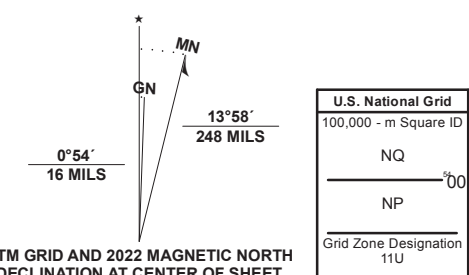 MN
GN
13°58´
248 MILS
0°54´
16 MILS
TM GRID AND 2022 MAGNETIC NORTH
DECLINATION AT CENTER OF SHEET
U.S. National Grid
100,000 - m Square ID
NQ
5400
NP
Grid Zone Designation
11U